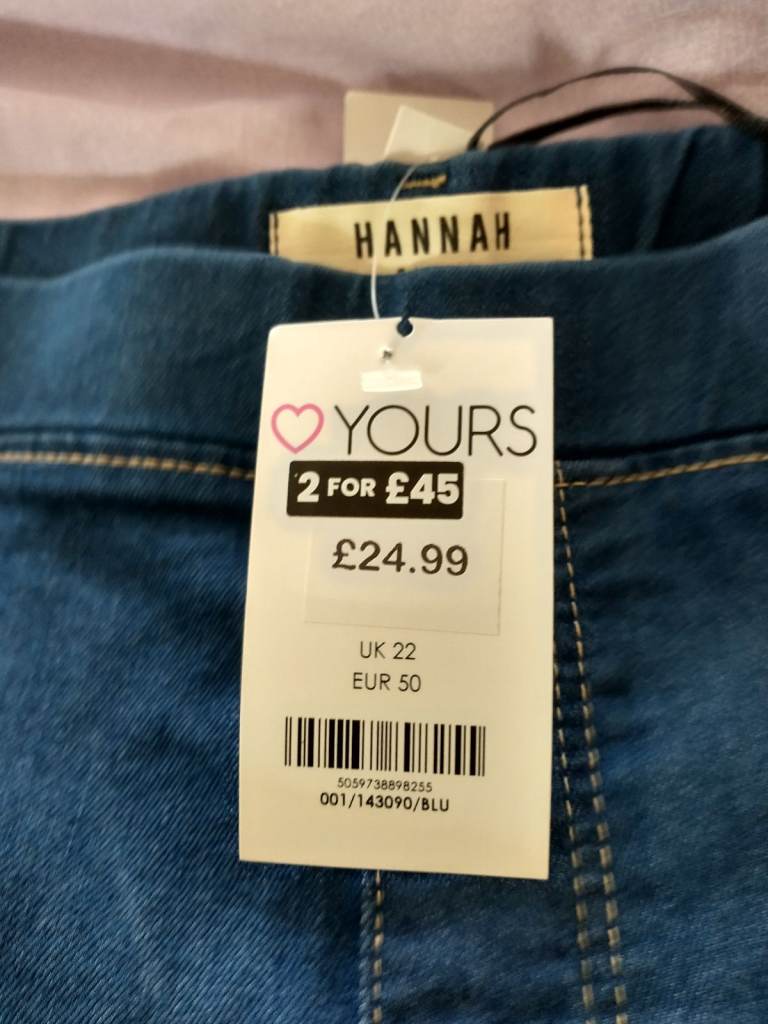 HANNAH
YOURS
2 FOR £45
£24.99
UK 22
EUR 50
5059738898255
001/143090/BLU